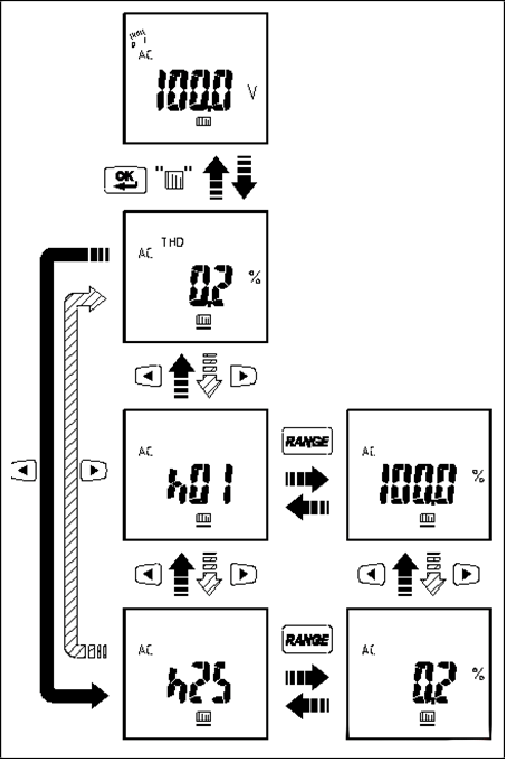 AC
100.0 V
OK
" "
THD
AC
0.2 %
AC
h01
RANGE
AC
100.0 %
AC
h25
RANGE
AC
0.2 %